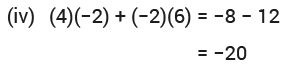 (iv) (4)(−2) + (−2)(6) = −8 − 12
= −20